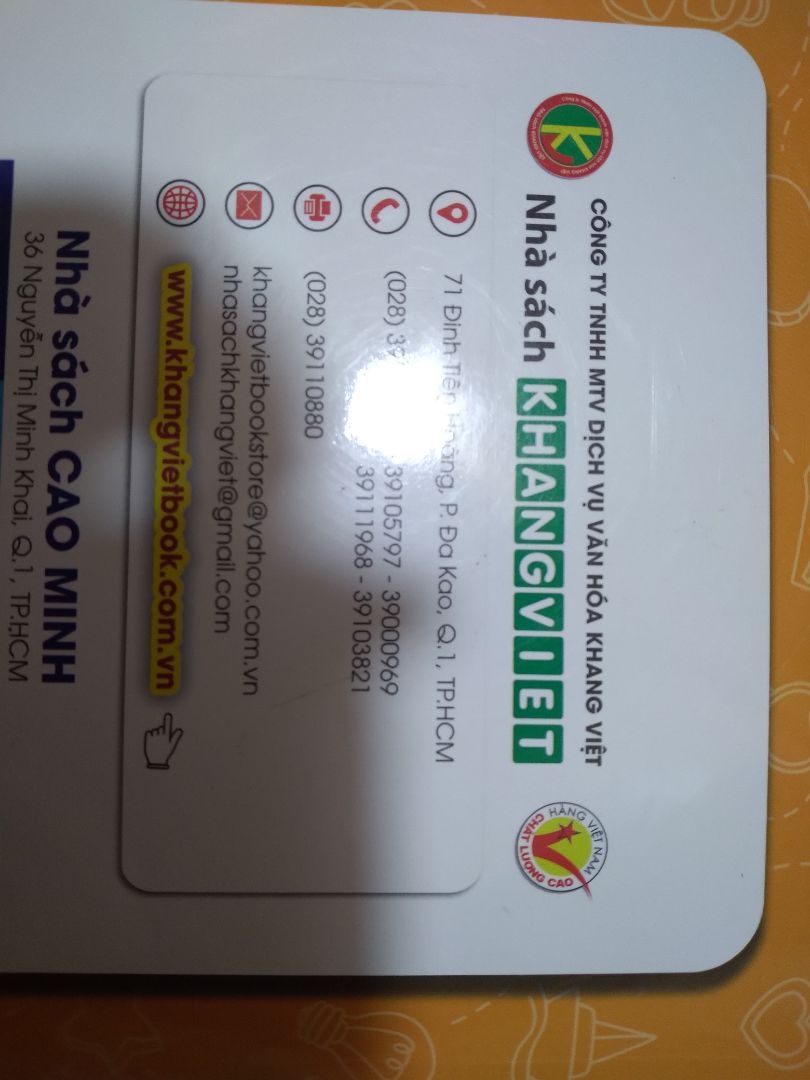 CÔNG TY TNHH MTV DỊCH VỤ VĂN HÓA KHANG VIỆT
Nhà sách KHANGVIET
HÀNG VIỆT NAM
CHẤT LƯỢNG CAO
71 Đinh Tiên Hoàng, P. Đa Kao, Q.1, TP.HCM
(028) 39105797 - 39000969
39111968 - 39103821
(028) 39110880
khangvietbookstore@yahoo.com.vn
nhasachkhangviet@gmail.com
www.khangvietbook.com.vn
Nhà sách CAO MINH
36 Nguyễn Thị Minh Khai, Q.1, TP.HCM